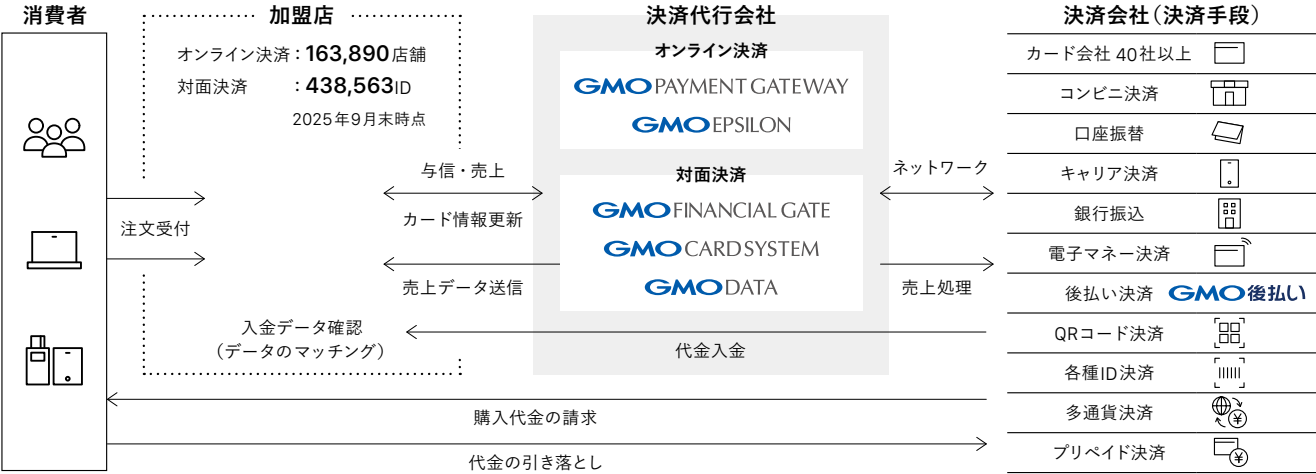 消費者
加盟店
オンライン決済：163,890店舗
対面決済：438,563ID
2025年9月末時点
注文受付
入金データ確認
（データのマッチング）
与信・売上
カード情報更新
売上データ送信
決済代行会社
オンライン決済
GMO PAYMENT GATEWAY
GMO EPSILON
対面決済
GMO FINANCIAL GATE
GMO CARD SYSTEM
GMO DATA
ネットワーク
売上処理
代金入金
購入代金の請求
代金の引き落とし
決済会社（決済手段）
カード会社 40社以上
コンビニ決済
口座振替
キャリア決済
銀行振込
電子マネー決済
後払い決済 GMO後払い
QRコード決済
各種ID決済
多通貨決済
プリペイド決済